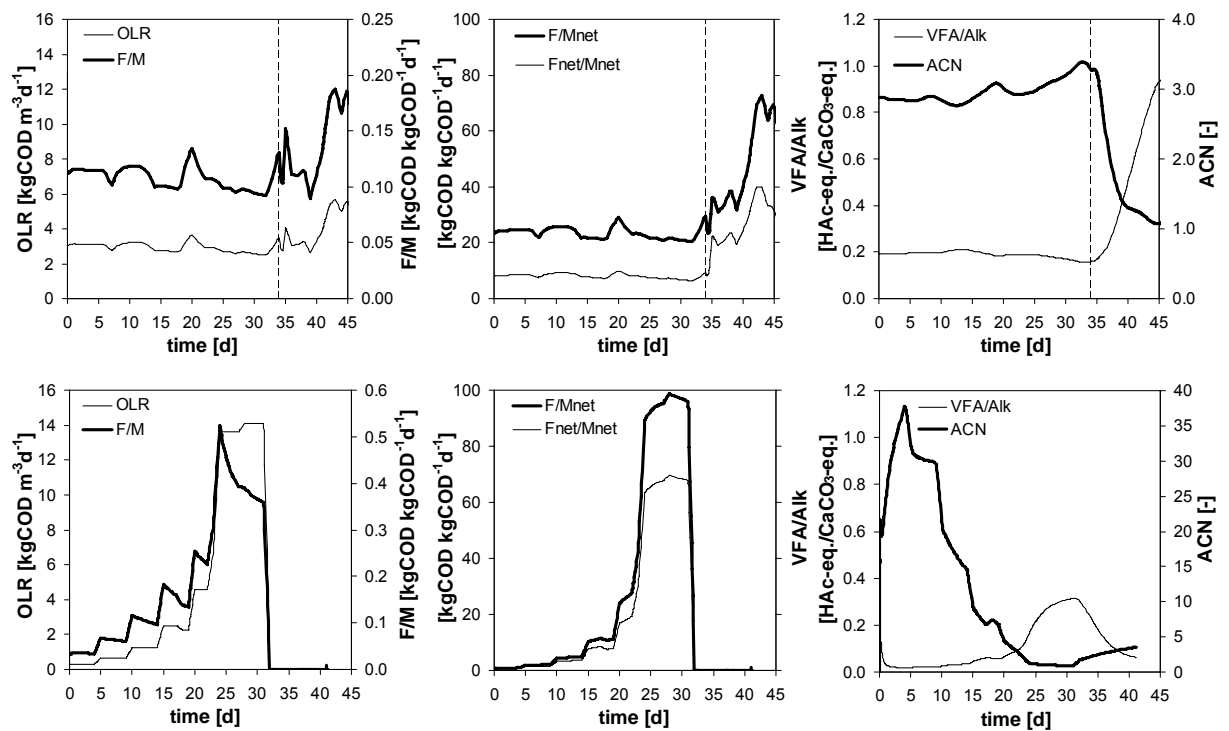 OLR
F/M
OLR [kgCOD m⁻³d⁻¹]
16
14
12
10
8
6
4
2
0
0.25
0.20
0.15
0.10
0.05
0.00
F/M [kgCOD kgCOD⁻¹d⁻¹]
0 5 10 15 20 25 30 35 40 45
time [d]
F/Mnet
Fnet/Mnet
[kgCOD kgCOD⁻¹d⁻¹]
100
80
60
40
20
0
0 5 10 15 20 25 30 35 40 45
time [d]
VFA/Alk
ACN
VFA/Alk
[HAc-eq./CaCO₃-eq.]
1.2
1.0
0.8
0.6
0.4
0.2
0.0
4.0
3.0
2.0
1.0
0.0
ACN [-]
0 5 10 15 20 25 30 35 40 45
time [d]
OLR
F/M
OLR [kgCOD m⁻³d⁻¹]
16
14
12
10
8
6
4
2
0
0.6
0.5
0.4
0.3
0.2
0.1
0.0
F/M [kgCOD kgCOD⁻¹d⁻¹]
0 5 10 15 20 25 30 35 40 45
time [d]
F/Mnet
Fnet/Mnet
[kgCOD kgCOD⁻¹d⁻¹]
100
80
60
40
20
0
0 5 10 15 20 25 30 35 40 45
time [d]
VFA/Alk
ACN
VFA/Alk
[HAc-eq./CaCO₃-eq.]
1.2
1.0
0.8
0.6
0.4
0.2
0.0
40
35
30
25
20
15
10
5
0
ACN [-]
0 5 10 15 20 25 30 35 40 45
time [d]